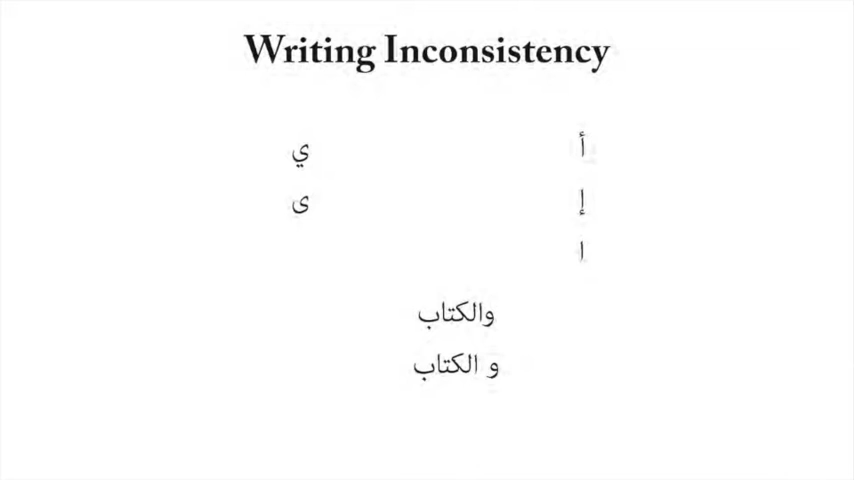 Writing Inconsistency
أ ي
إ ى
ا
والكتاب
و الكتاب